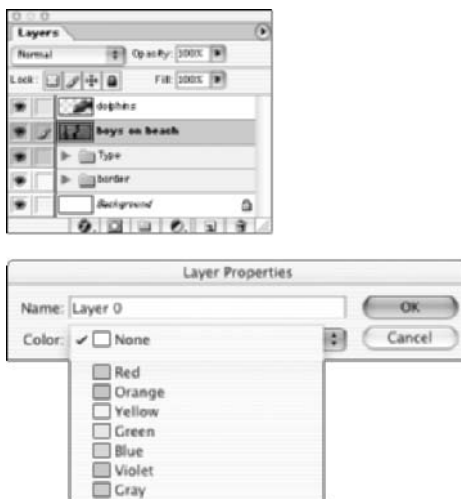 Layers
Normal Opacity: 100%
Lock: Fill: 100%
dolphins
boys on beach
Type
border
Background
Layer Properties
Name: Layer 0 OK
Color: None Cancel
Red
Orange
Yellow
Green
Blue
Violet
Gray